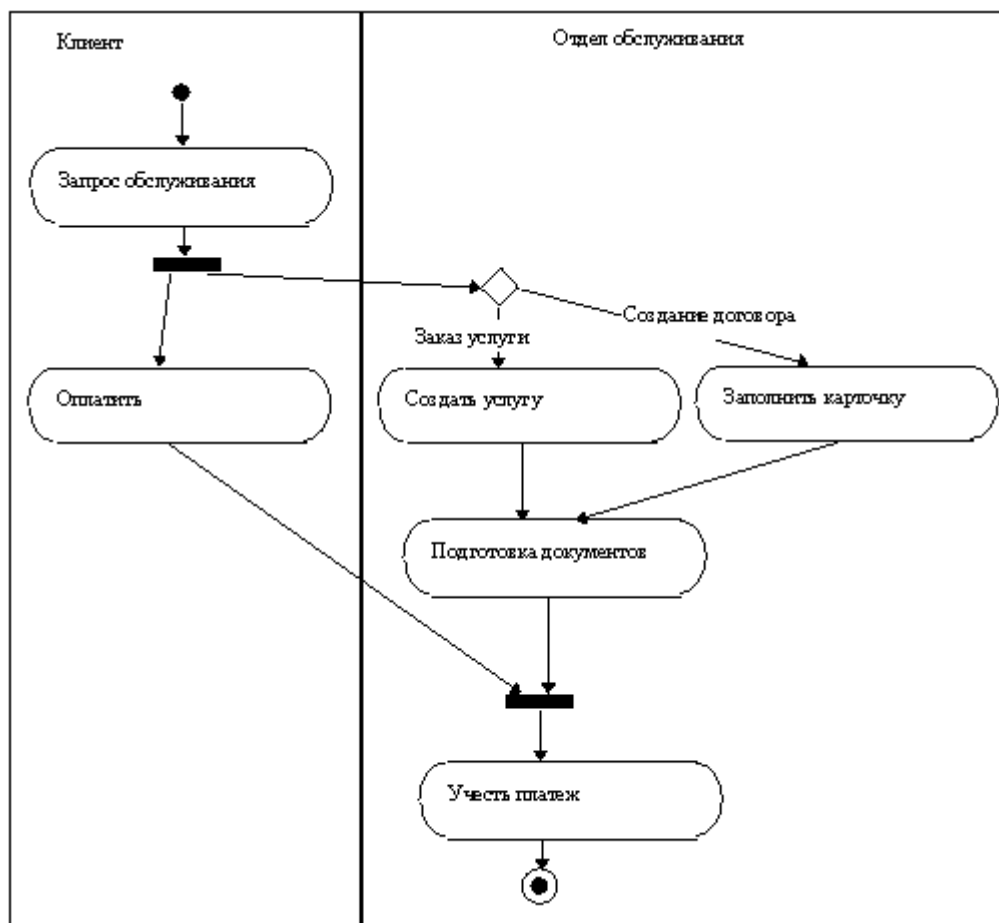 Клиент
Отдел обслуживания
Запрос обслуживания
Создание договора
Заказ услуги
Оплатить
Создать услугу
Заполнить карточку
Подготовка документов
Учесть платеж